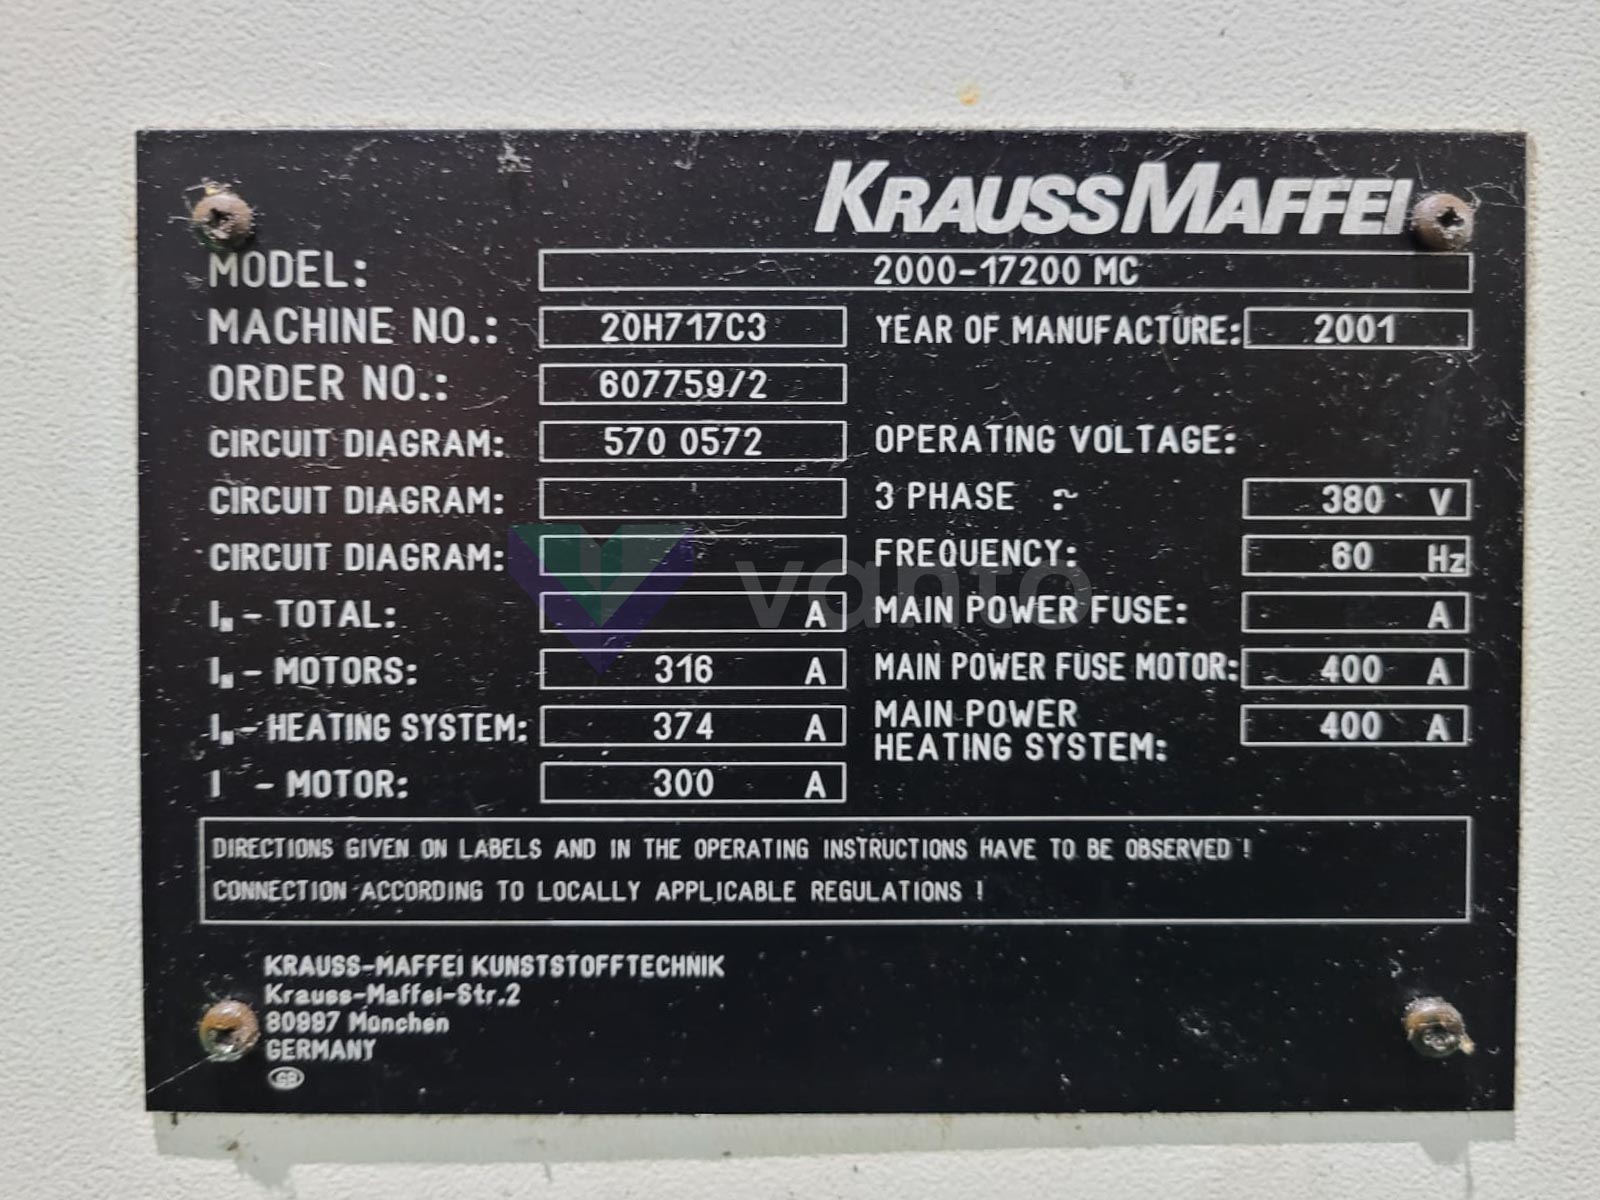 KRAUSSMAFFEI
MODEL: 2000-17200 MC
MACHINE NO.: 20H717C3 YEAR OF MANUFACTURE: 2001
ORDER NO.: 607759/2
CIRCUIT DIAGRAM: 570 0572 OPERATING VOLTAGE:
CIRCUIT DIAGRAM: 3 PHASE ~ 380 V
CIRCUIT DIAGRAM: FREQUENCY: 60 Hz
vanto
I_N - TOTAL: A MAIN POWER FUSE: A
I_N - MOTORS: 316 A MAIN POWER FUSE MOTOR: 400 A
I_N - HEATING SYSTEM: 374 A MAIN POWER HEATING SYSTEM: 400 A
I - MOTOR: 300 A
DIRECTIONS GIVEN ON LABELS AND IN THE OPERATING INSTRUCTIONS HAVE TO BE OBSERVED !
CONNECTION ACCORDING TO LOCALLY APPLICABLE REGULATIONS !
KRAUSS-MAFFEI KUNSTSTOFFTECHNIK
Krauss-Maffei-Str.2
80997 München
GERMANY
GB